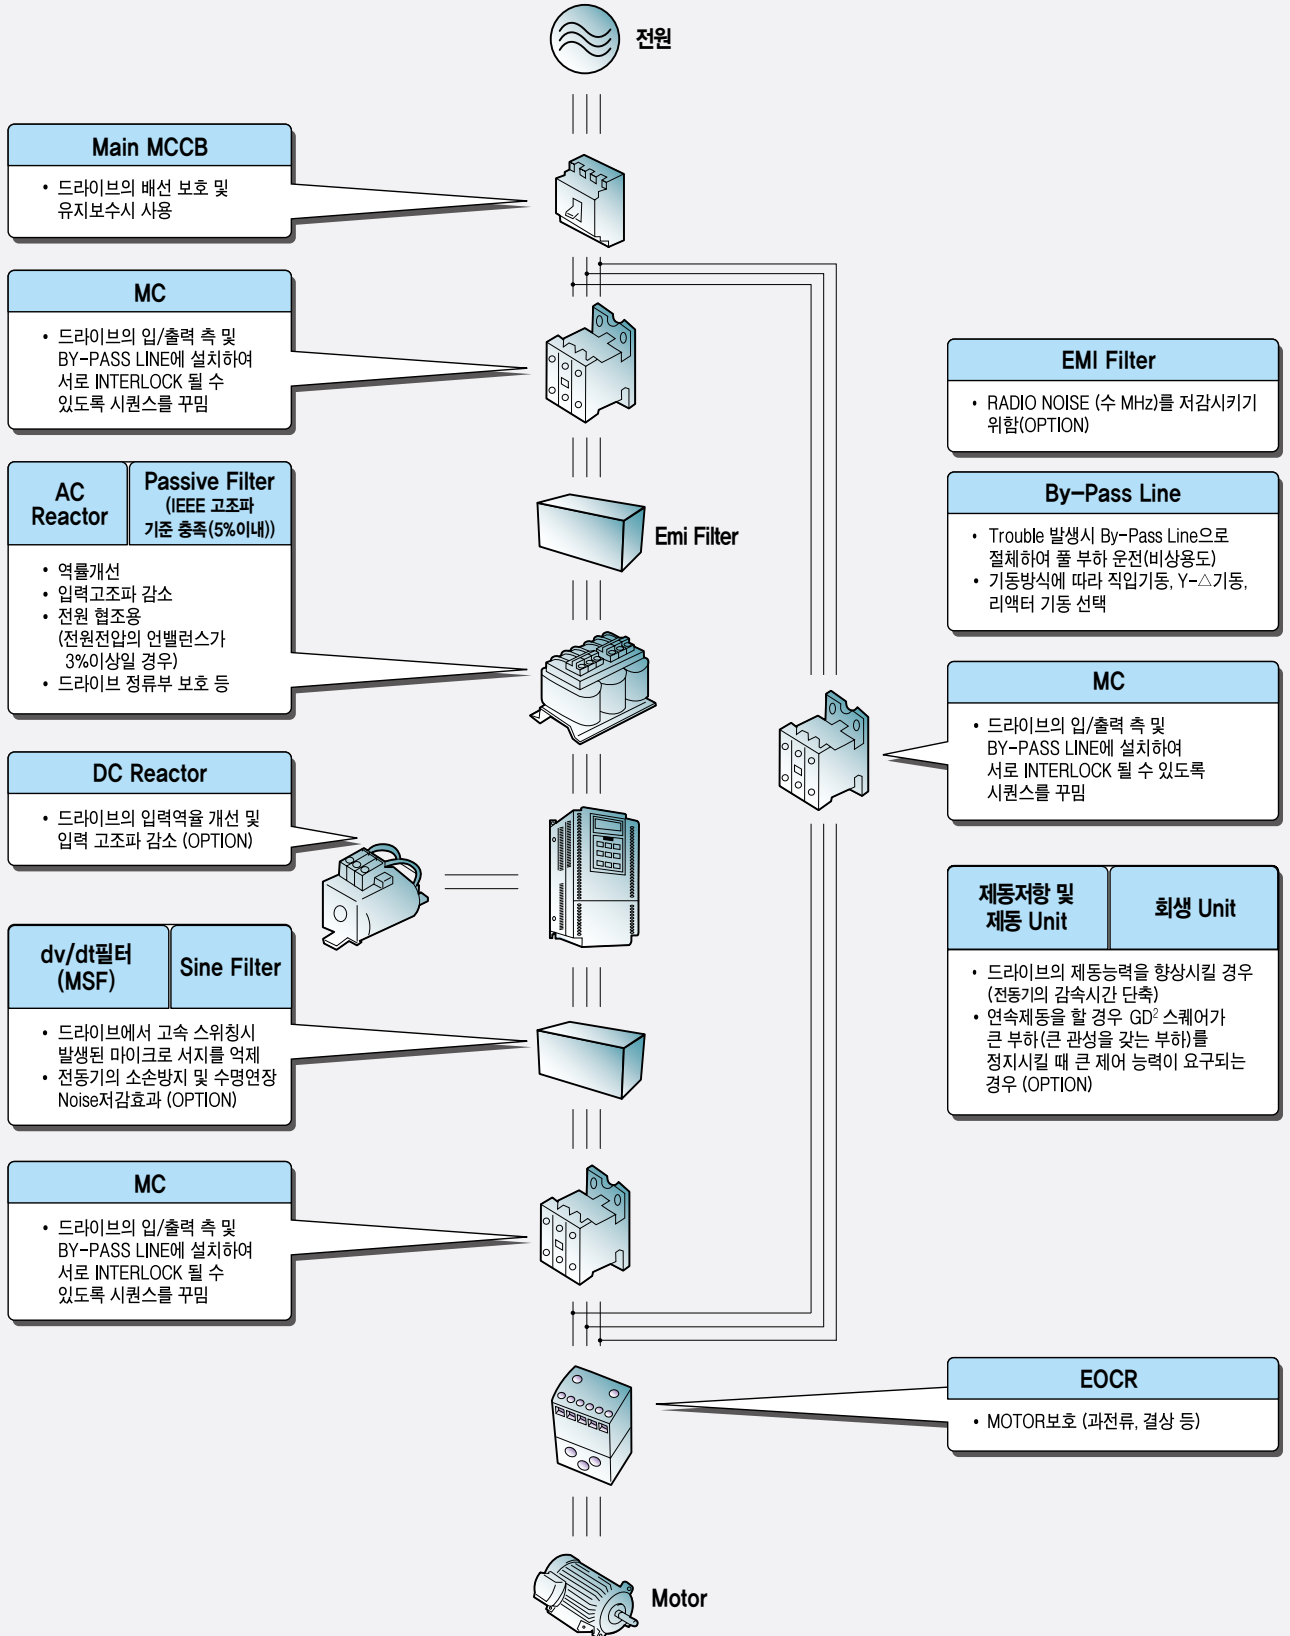 전원
Main MCCB
• 드라이브의 배선 보호 및
유지보수시 사용
MC
• 드라이브의 입/출력 측 및
BY-PASS LINE에 설치하여
서로 INTERLOCK 될 수
있도록 시퀀스를 꾸밈
AC
Reactor
Passive Filter
(IEEE 고조파
기준 충족(5%이내))
• 역률개선
• 입력고조파 감소
• 전원 협조용
(전원전압의 언밸런스가
3%이상일 경우)
• 드라이브 정류부 보호 등
DC Reactor
• 드라이브의 입력역율 개선 및
입력 고조파 감소 (OPTION)
dv/dt필터
(MSF)
Sine Filter
• 드라이브에서 고속 스위칭시
발생된 마이크로 서지를 억제
• 전동기의 소손방지 및 수명연장
Noise저감효과 (OPTION)
MC
• 드라이브의 입/출력 측 및
BY-PASS LINE에 설치하여
서로 INTERLOCK 될 수
있도록 시퀀스를 꾸밈
Emi Filter
EMI Filter
• RADIO NOISE (수 MHz)를 저감시키기
위함(OPTION)
By-Pass Line
• Trouble 발생시 By-Pass Line으로
절체하여 풀 부하 운전(비상용도)
• 기동방식에 따라 직입기동, Y-△기동,
리액터 기동 선택
MC
• 드라이브의 입/출력 측 및
BY-PASS LINE에 설치하여
서로 INTERLOCK 될 수 있도록
시퀀스를 꾸밈
제동저항 및
제동 Unit
회생 Unit
• 드라이브의 제동능력을 향상시킬 경우
(전동기의 감속시간 단축)
• 연속제동을 할 경우 GD² 스퀘어가
큰 부하(큰 관성을 갖는 부하)를
정지시킬 때 큰 제어 능력이 요구되는
경우 (OPTION)
EOCR
• MOTOR보호 (과전류, 결상 등)
Motor